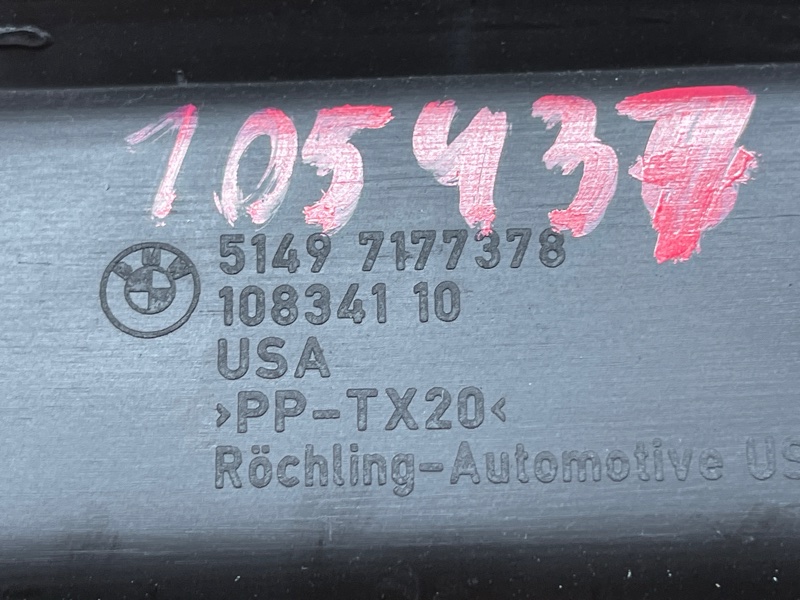 105437
5149 7177378
108341 10
USA
>PP-TX20<
Röchling-Automotive US